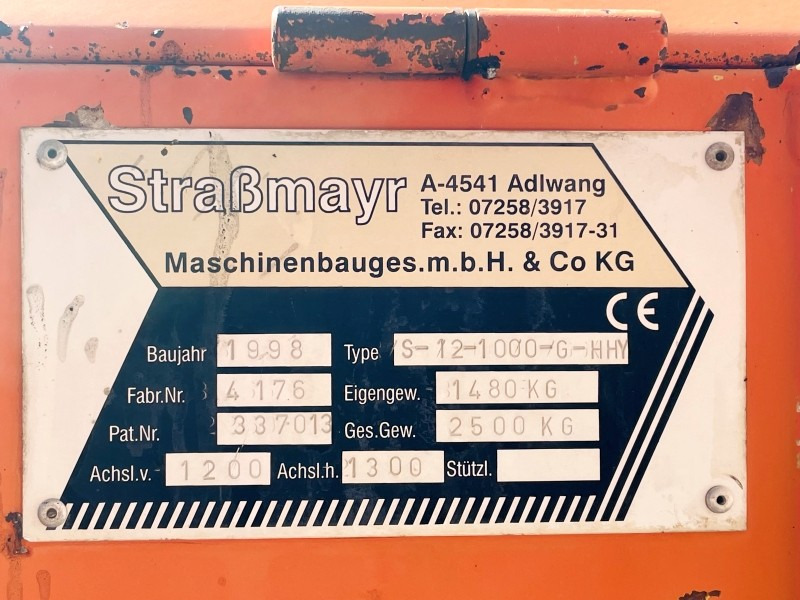 Straßmayr
A-4541 Adlwang
Tel.: 07258/3917
Fax: 07258/3917-31
Maschinenbauges.m.b.H. & Co KG
CE
Baujahr 1998 Type S-12-1000-G-HHY
Fabr.Nr. 4176 Eigengew. 1480 KG
Pat.Nr. 337013 Ges.Gew. 2500 KG
Achsl.v. 1200 Achsl.h. 1300 Stützl.